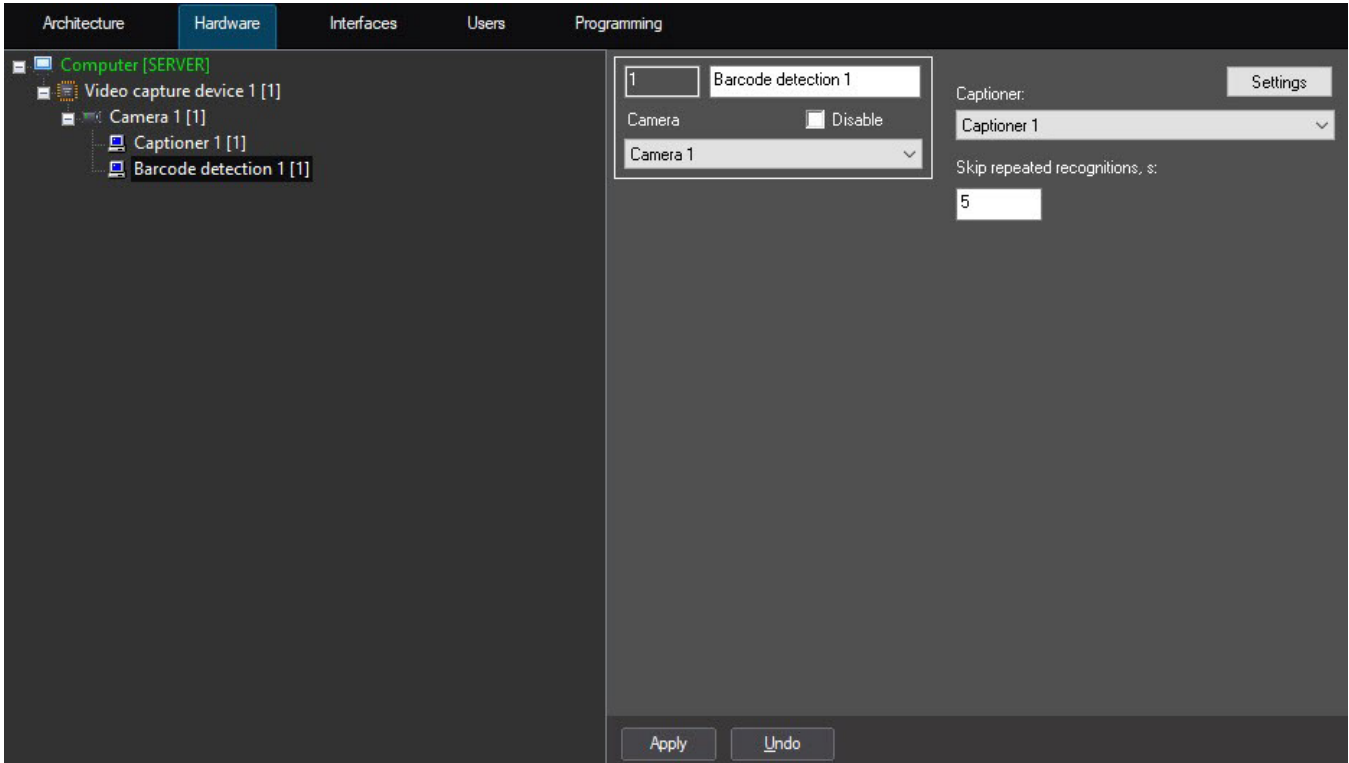 Architecture Hardware Interfaces Users Programming
Computer [SERVER]
Video capture device 1 [1]
Camera 1 [1]
Captioner 1 [1]
Barcode detection 1 [1]
1 Barcode detection 1
Camera Disable
Camera 1
Settings
Captioner:
Captioner 1
Skip repeated recognitions, s:
5
Apply Undo